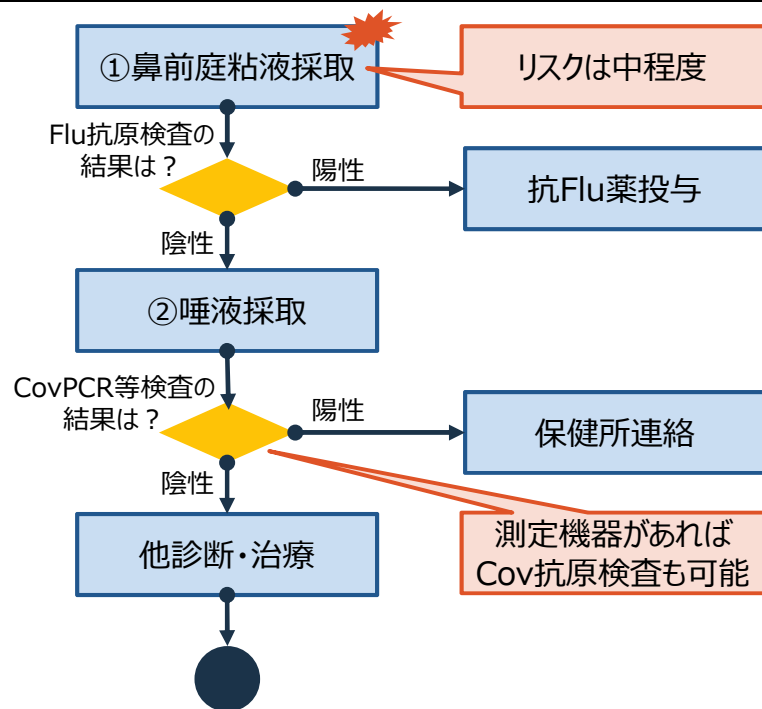 ①鼻前庭粘液採取
リスクは中程度
Flu抗原検査の
結果は？
陽性
抗Flu薬投与
陰性
②唾液採取
CovPCR等検査の
結果は？
陽性
保健所連絡
陰性
他診断・治療
測定機器があれば
Cov抗原検査も可能